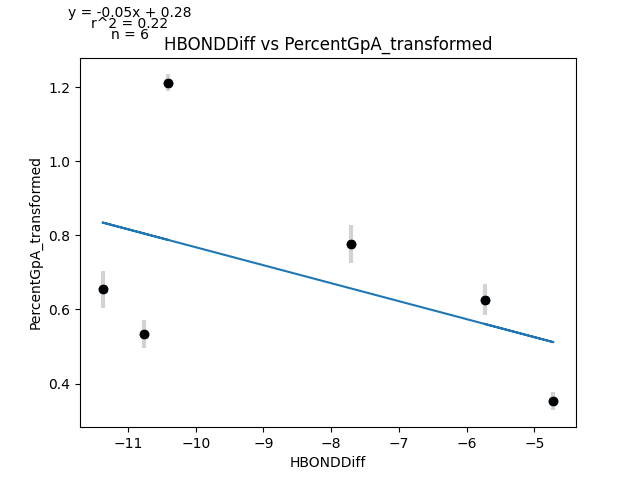 y = -0.05x + 0.28
r^2 = 0.22
n = 6
HBONDDiff vs PercentGpA_transformed
PercentGpA_transformed
1.2
1.0
0.8
0.6
0.4
−11
−10
−9
−8
−7
−6
−5
HBONDDiff